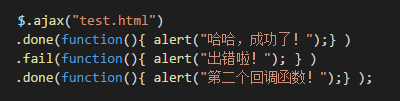 $.ajax("test.html")
.done(function(){ alert("哈哈，成功了！");} )
.fail(function(){ alert("出错啦！"); } )
.done(function(){ alert("第二个回调函数！");} );